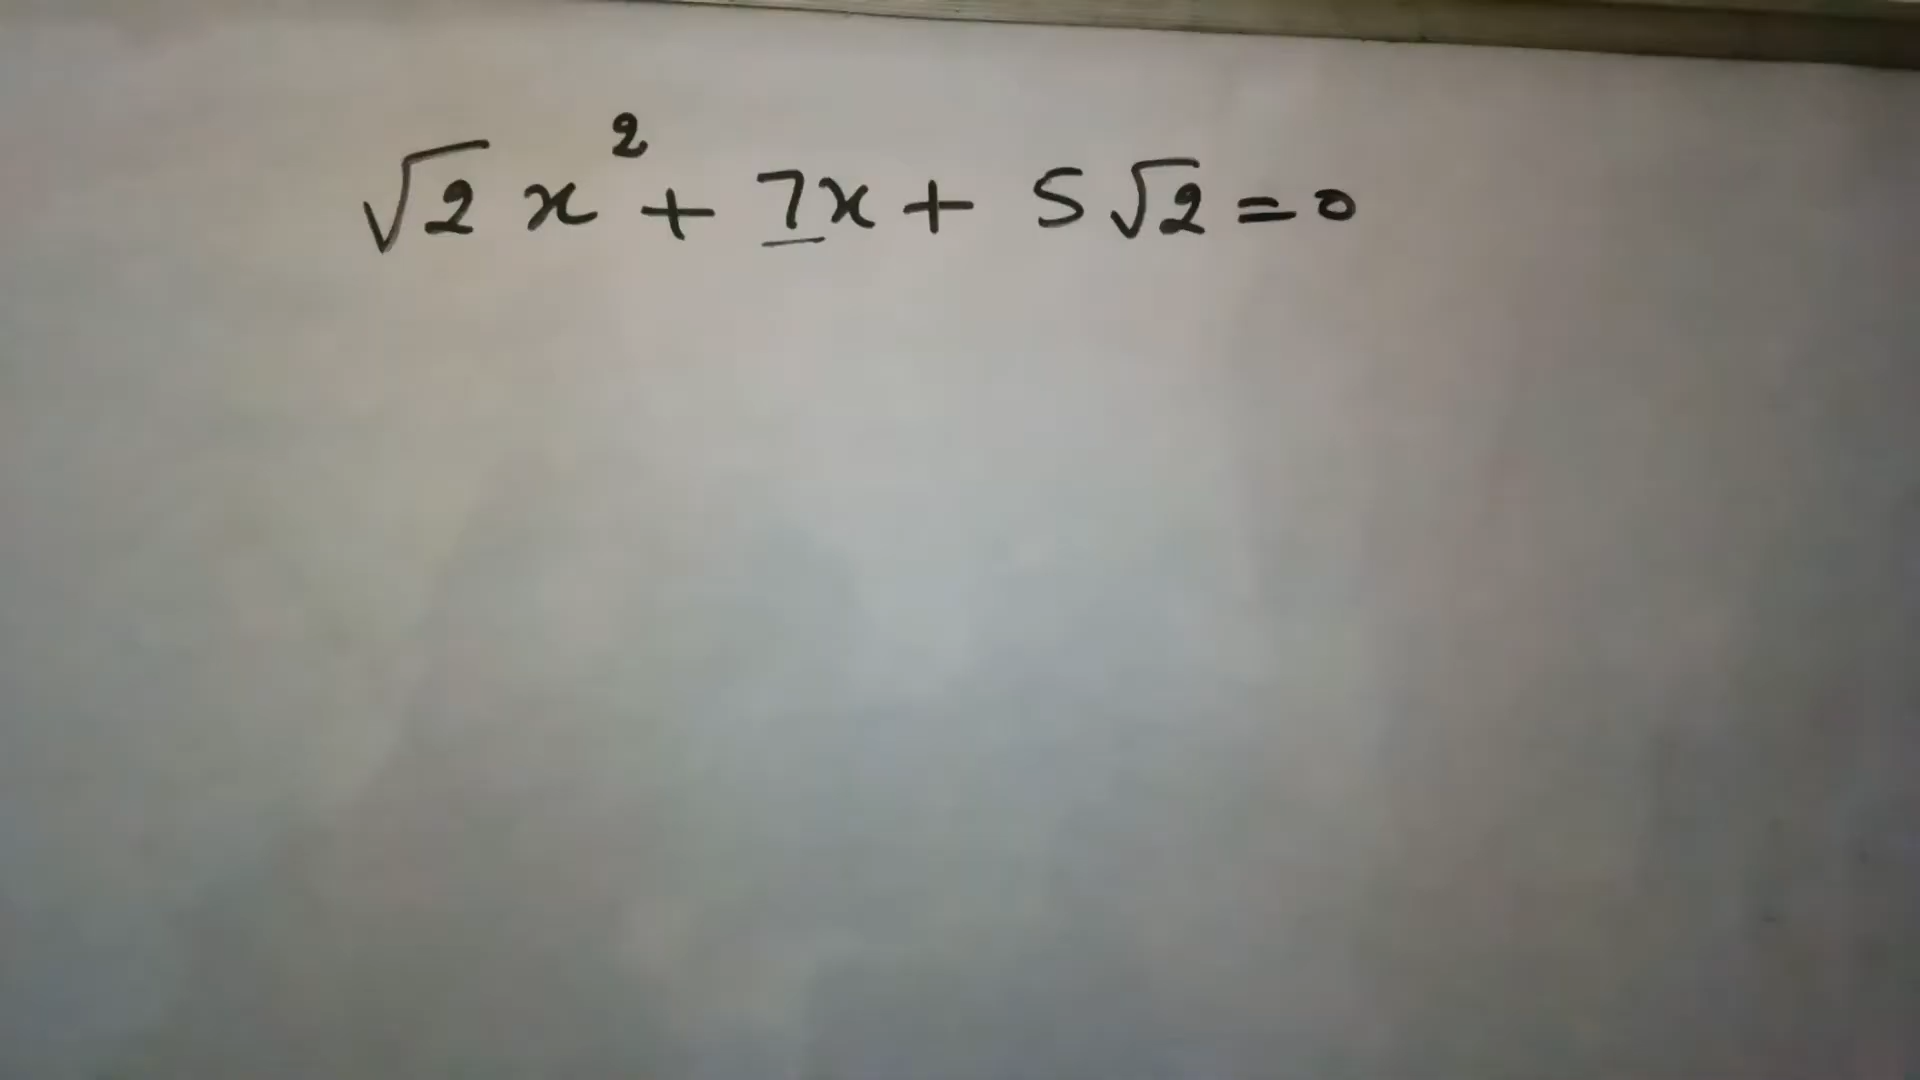 √2 x² + 7x + 5√2 = 0